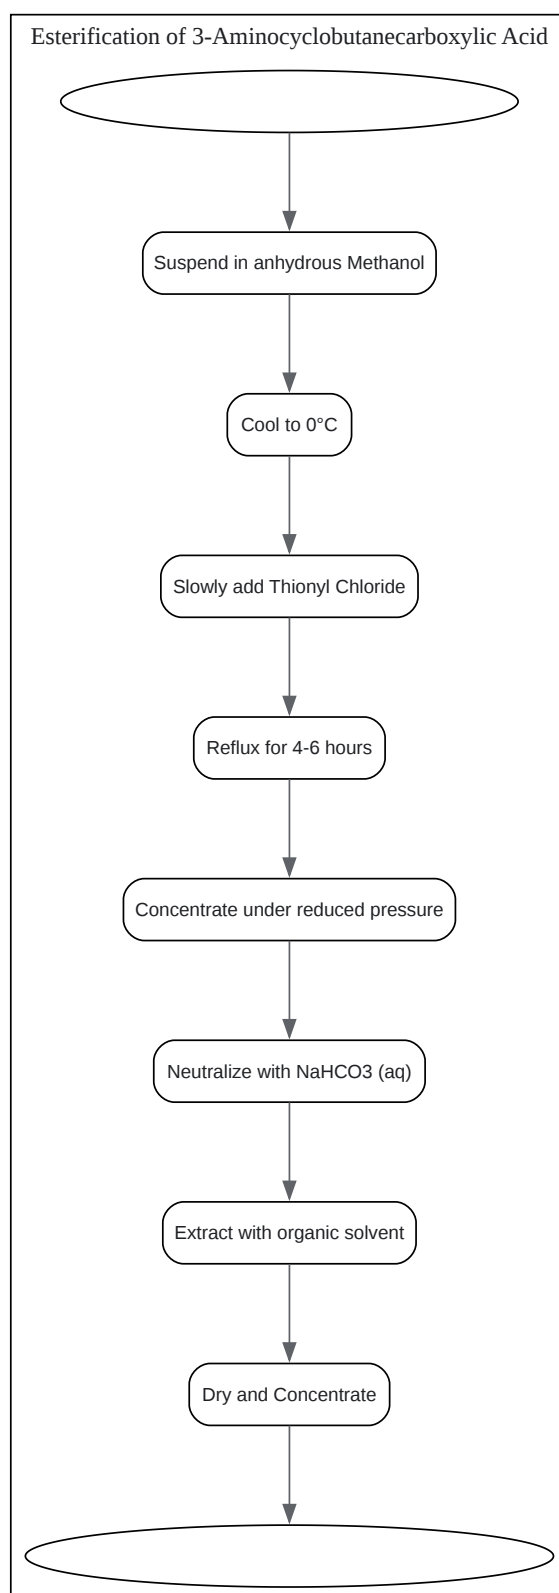 Esterification of 3-Aminocyclobutanecarboxylic Acid
Suspend in anhydrous Methanol
Cool to 0°C
Slowly add Thionyl Chloride
Reflux for 4-6 hours
Concentrate under reduced pressure
Neutralize with NaHCO3 (aq)
Extract with organic solvent
Dry and Concentrate